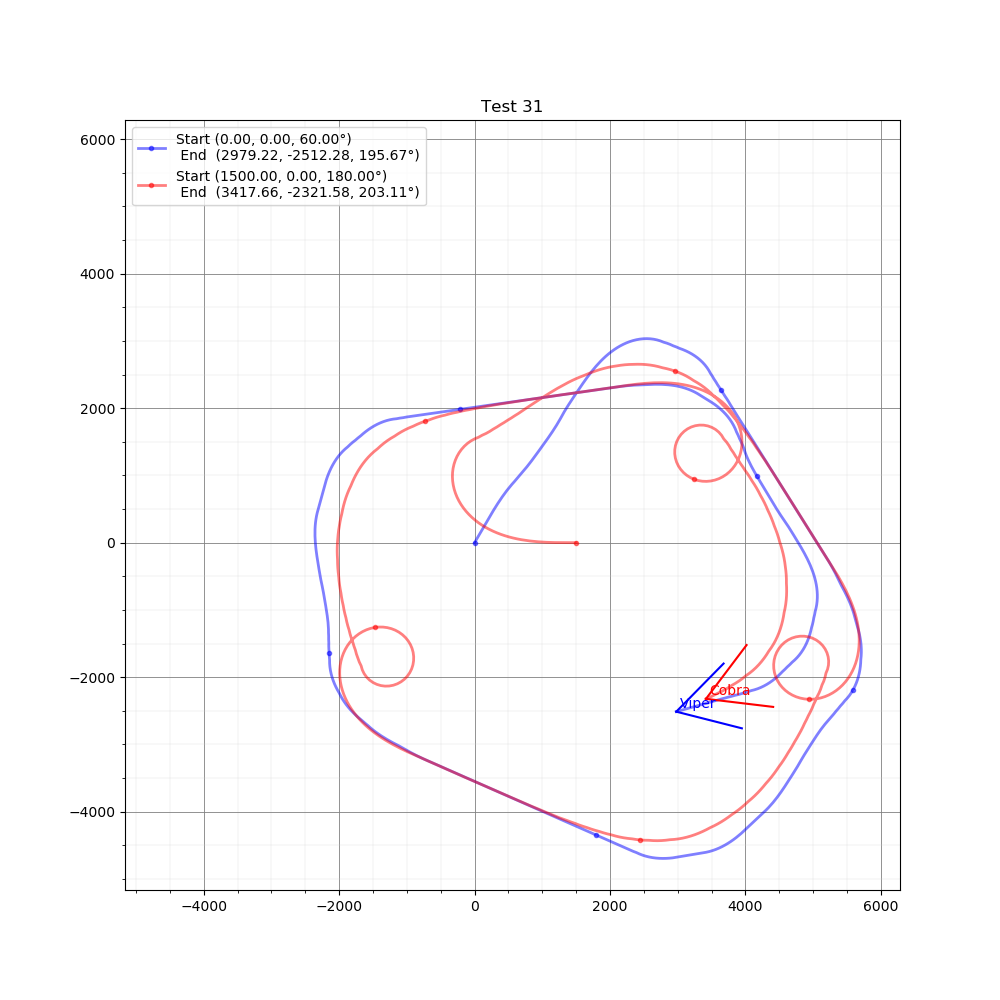 Test 31
Start (0.00, 0.00, 60.00°)
End  (2979.22, -2512.28, 195.67°)
Start (1500.00, 0.00, 180.00°)
End  (3417.66, -2321.58, 203.11°)
6000
4000
2000
0
−2000
−4000
Cobra
Viper
−4000
−2000
0
2000
4000
6000